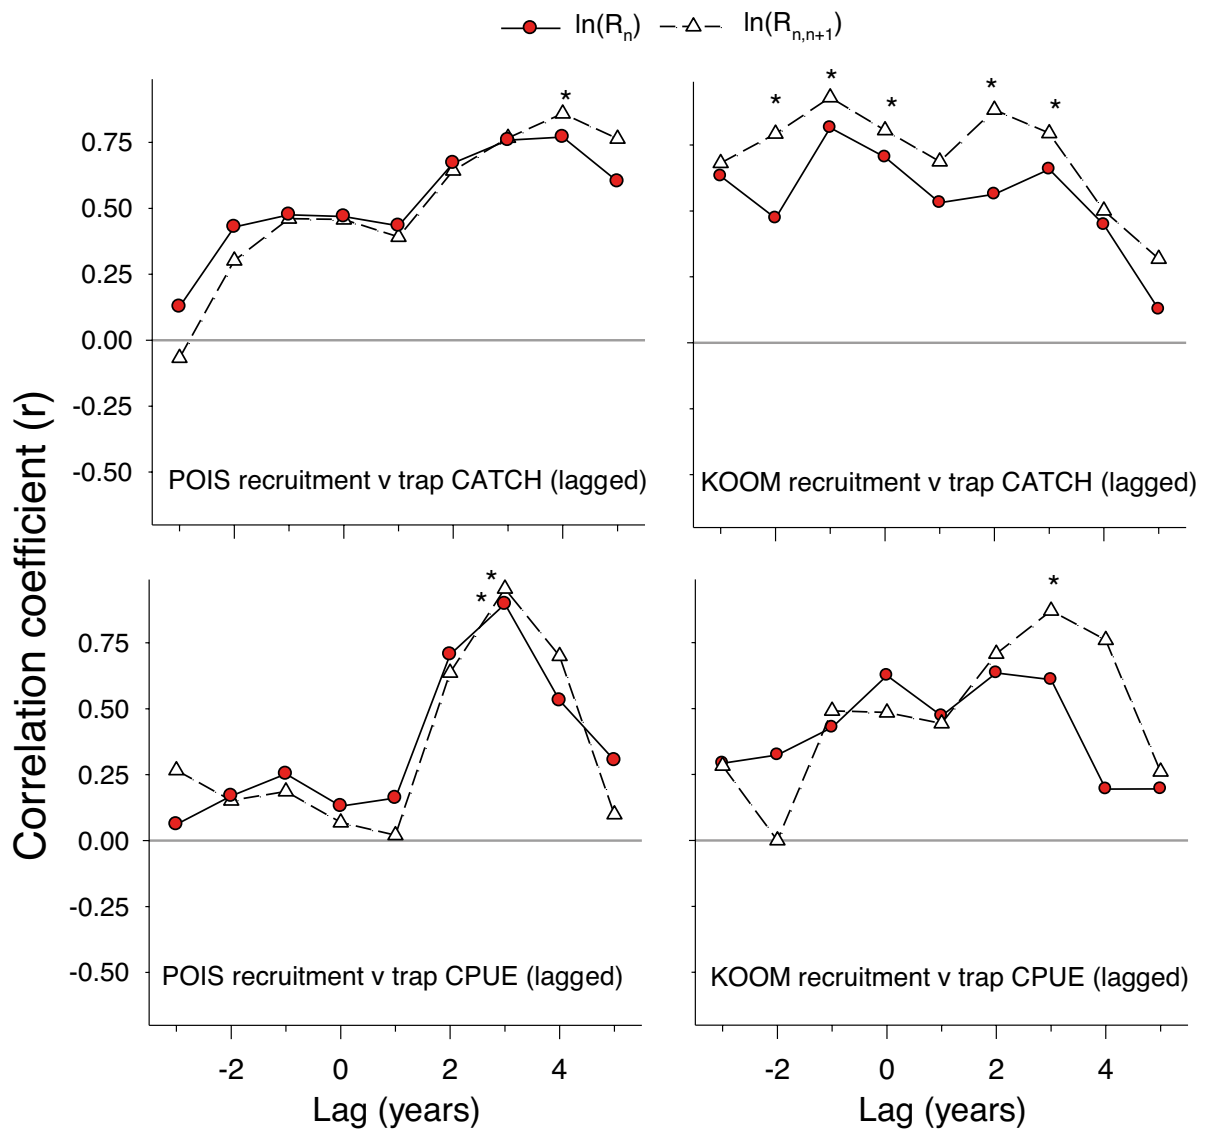 ln(Rn) ln(Rn,n+1)
* * * * * *
0.75
0.50
0.25
0.00
-0.25
-0.50
POIS recruitment v trap CATCH (lagged)
KOOM recruitment v trap CATCH (lagged)
Correlation coefficient (r)
* * *
0.75
0.50
0.25
0.00
-0.25
-0.50
POIS recruitment v trap CPUE (lagged)
KOOM recruitment v trap CPUE (lagged)
-2 0 2 4
-2 0 2 4
Lag (years)
Lag (years)